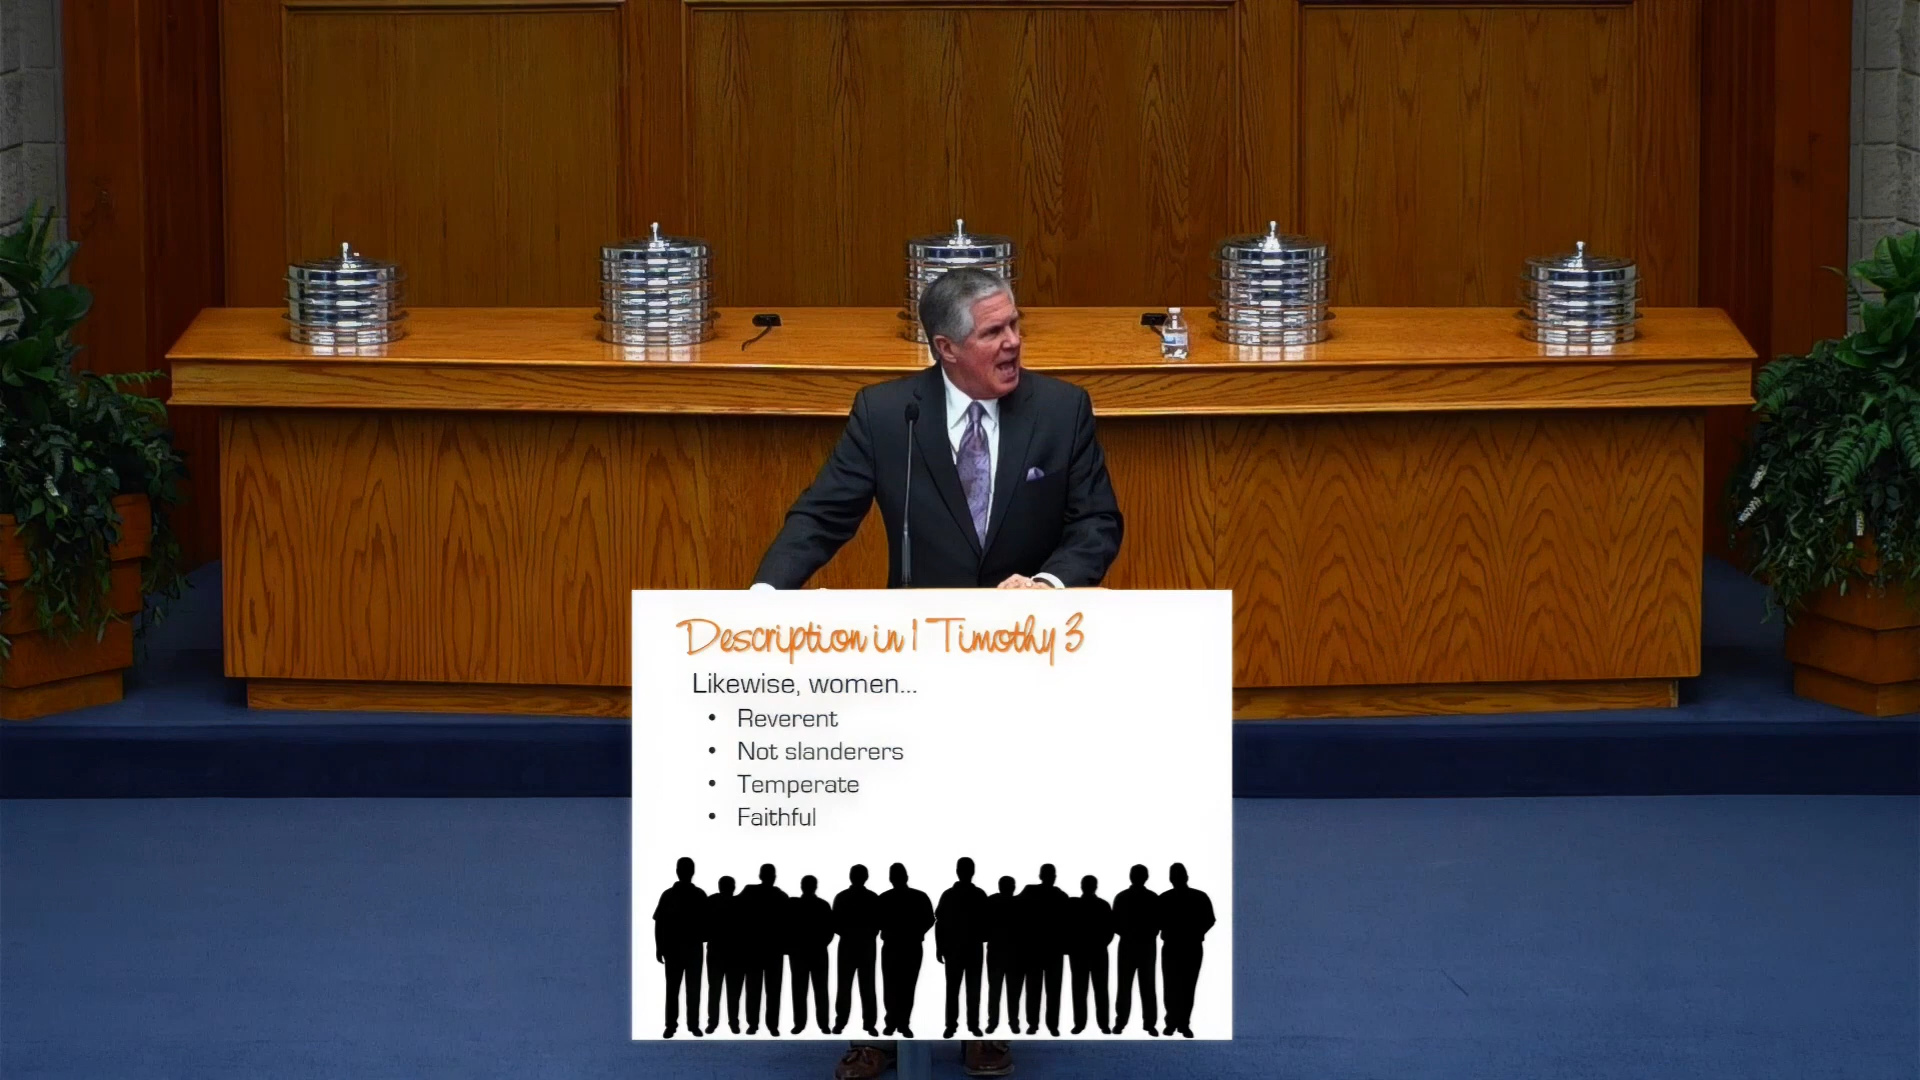 Description in 1 Timothy 3
Likewise, women...
• Reverent
• Not slanderers
• Temperate
• Faithful